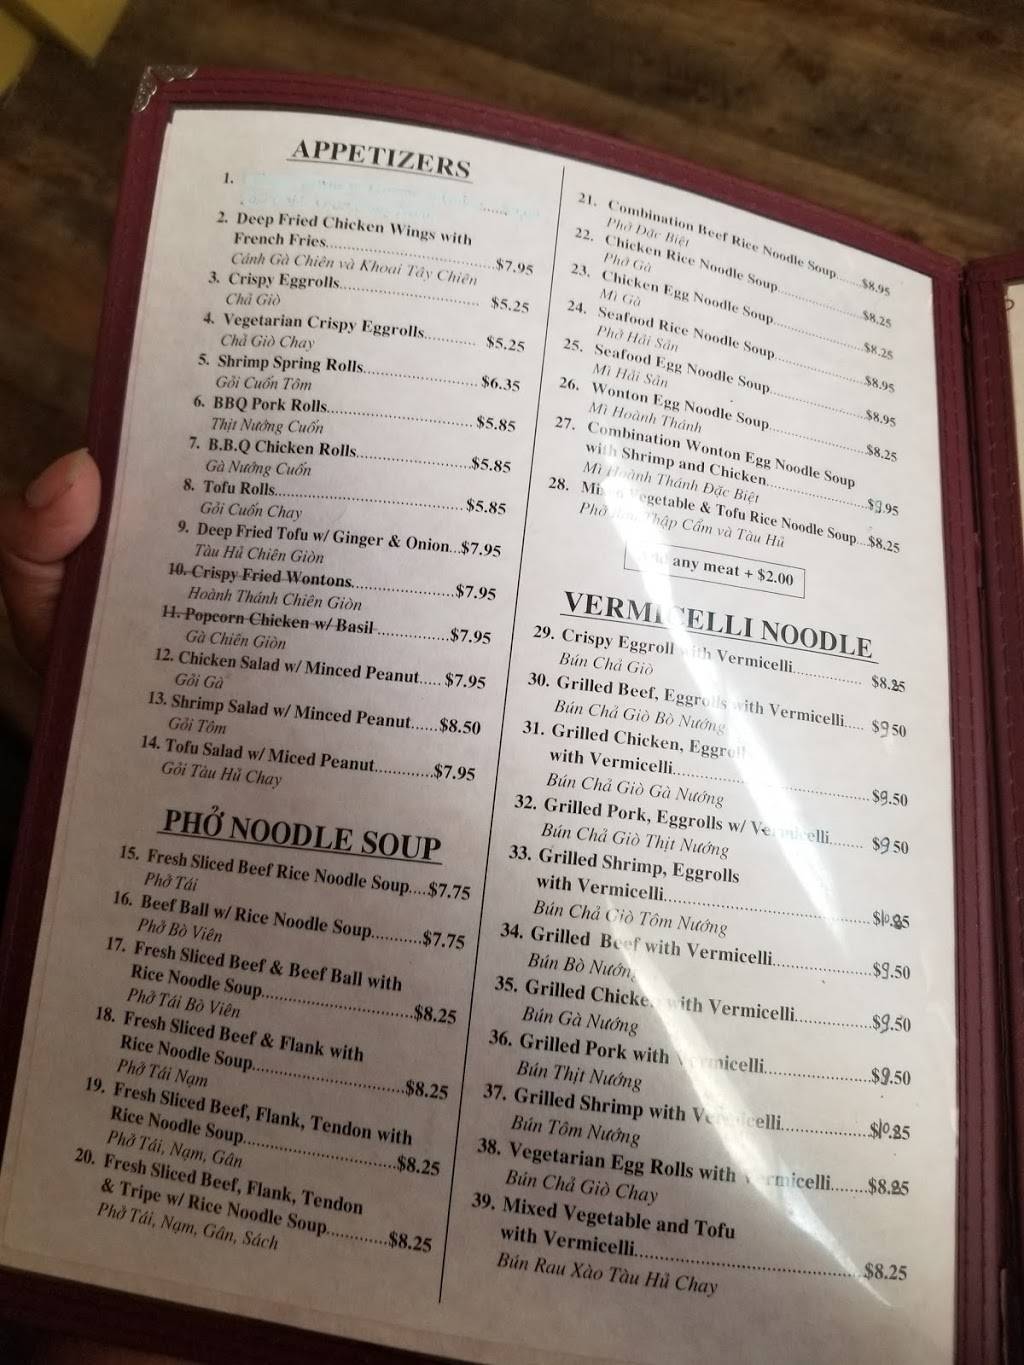 APPETIZERS
1.
2. Deep Fried Chicken Wings with
French Fries...$7.95
Cánh Gà Chiên và Khoai Tây Chiên
3. Crispy Eggrolls... $5.25
Chả Giò
4. Vegetarian Crispy Eggrolls... $5.25
Chả Giò Chay
5. Shrimp Spring Rolls... $6.35
Gỏi Cuốn Tôm
6. BBQ Pork Rolls... $5.85
Thịt Nướng Cuốn
7. B.B.Q Chicken Rolls...$5.85
Gà Nướng Cuốn
8. Tofu Rolls...$5.85
Gỏi Cuốn Chay
9. Deep Fried Tofu w/ Ginger & Onion...$7.95
Tàu Hủ Chiên Giòn
10. Crispy Fried Wontons...$7.95
Hoành Thánh Chiên Giòn
11. Popcorn Chicken w/ Basil...$7.95
Gà Chiên Giòn
12. Chicken Salad w/ Minced Peanut..... $7.95
Gỏi Gà
13. Shrimp Salad w/ Minced Peanut......$8.50
Gỏi Tôm
14. Tofu Salad w/ Miced Peanut...$7.95
Gỏi Tàu Hủ Chay
PHỞ NOODLE SOUP
15. Fresh Sliced Beef Rice Noodle Soup....$7.75
Phở Tái
16. Beef Ball w/ Rice Noodle Soup...$7.75
Phở Bò Viên
17. Fresh Sliced Beef & Beef Ball with
Rice Noodle Soup...$8.25
Phở Tái Bò Viên
18. Fresh Sliced Beef & Flank with
Rice Noodle Soup...$8.25
Phở Tái Nạm
19. Fresh Sliced Beef, Flank, Tendon with
Rice Noodle Soup...$8.25
Phở Tái, Nạm, Gân
20. Fresh Sliced Beef, Flank, Tendon
& Tripe w/ Rice Noodle Soup...$8.25
Phở Tái, Nạm, Gân, Sách
21. Combination Beef Rice Noodle Soup...$8.95
Phở Đặc Biệt
22. Chicken Rice Noodle Soup...$8.25
Phở Gà
23. Chicken Egg Noodle Soup...$8.25
Mì Gà
24. Seafood Rice Noodle Soup...$8.95
Phở Hải Sản
25. Seafood Egg Noodle Soup...$8.95
Mì Hải Sản
26. Wonton Egg Noodle Soup...$8.25
Mì Hoành Thánh
27. Combination Wonton Egg Noodle Soup
with Shrimp and Chicken...$9.95
Mì Hoành Thánh Đặc Biệt
28. Vegetable & Tofu Rice Noodle Soup...$8.25
Phở Thập Cẩm và Tàu Hủ
any meat + $2.00
VERMICELLI NOODLE
29. Crispy Eggroll with Vermicelli... $8.25
Bún Chả Giò
30. Grilled Beef, Eggrolls with Vermicelli..... $9.50
Bún Chả Giò Bò Nướng
31. Grilled Chicken, Eggroll
with Vermicelli...$9.50
Bún Chả Giò Gà Nướng
32. Grilled Pork, Eggrolls w/ Vermicelli... $9.50
Bún Chả Giò Thịt Nướng
33. Grilled Shrimp, Eggrolls
with Vermicelli...$10.25
Bún Chả Giò Tôm Nướng
34. Grilled Beef with Vermicelli...$9.50
Bún Bò Nướng
35. Grilled Chicken with Vermicelli...$9.50
Bún Gà Nướng
36. Grilled Pork with Vermicelli...$9.50
Bún Thịt Nướng
37. Grilled Shrimp with Vermicelli...$10.25
Bún Tôm Nướng
38. Vegetarian Egg Rolls with Vermicelli...$8.25
Bún Chả Giò Chay
39. Mixed Vegetable and Tofu
with Vermicelli...$8.25
Bún Rau Xào Tàu Hủ Chay